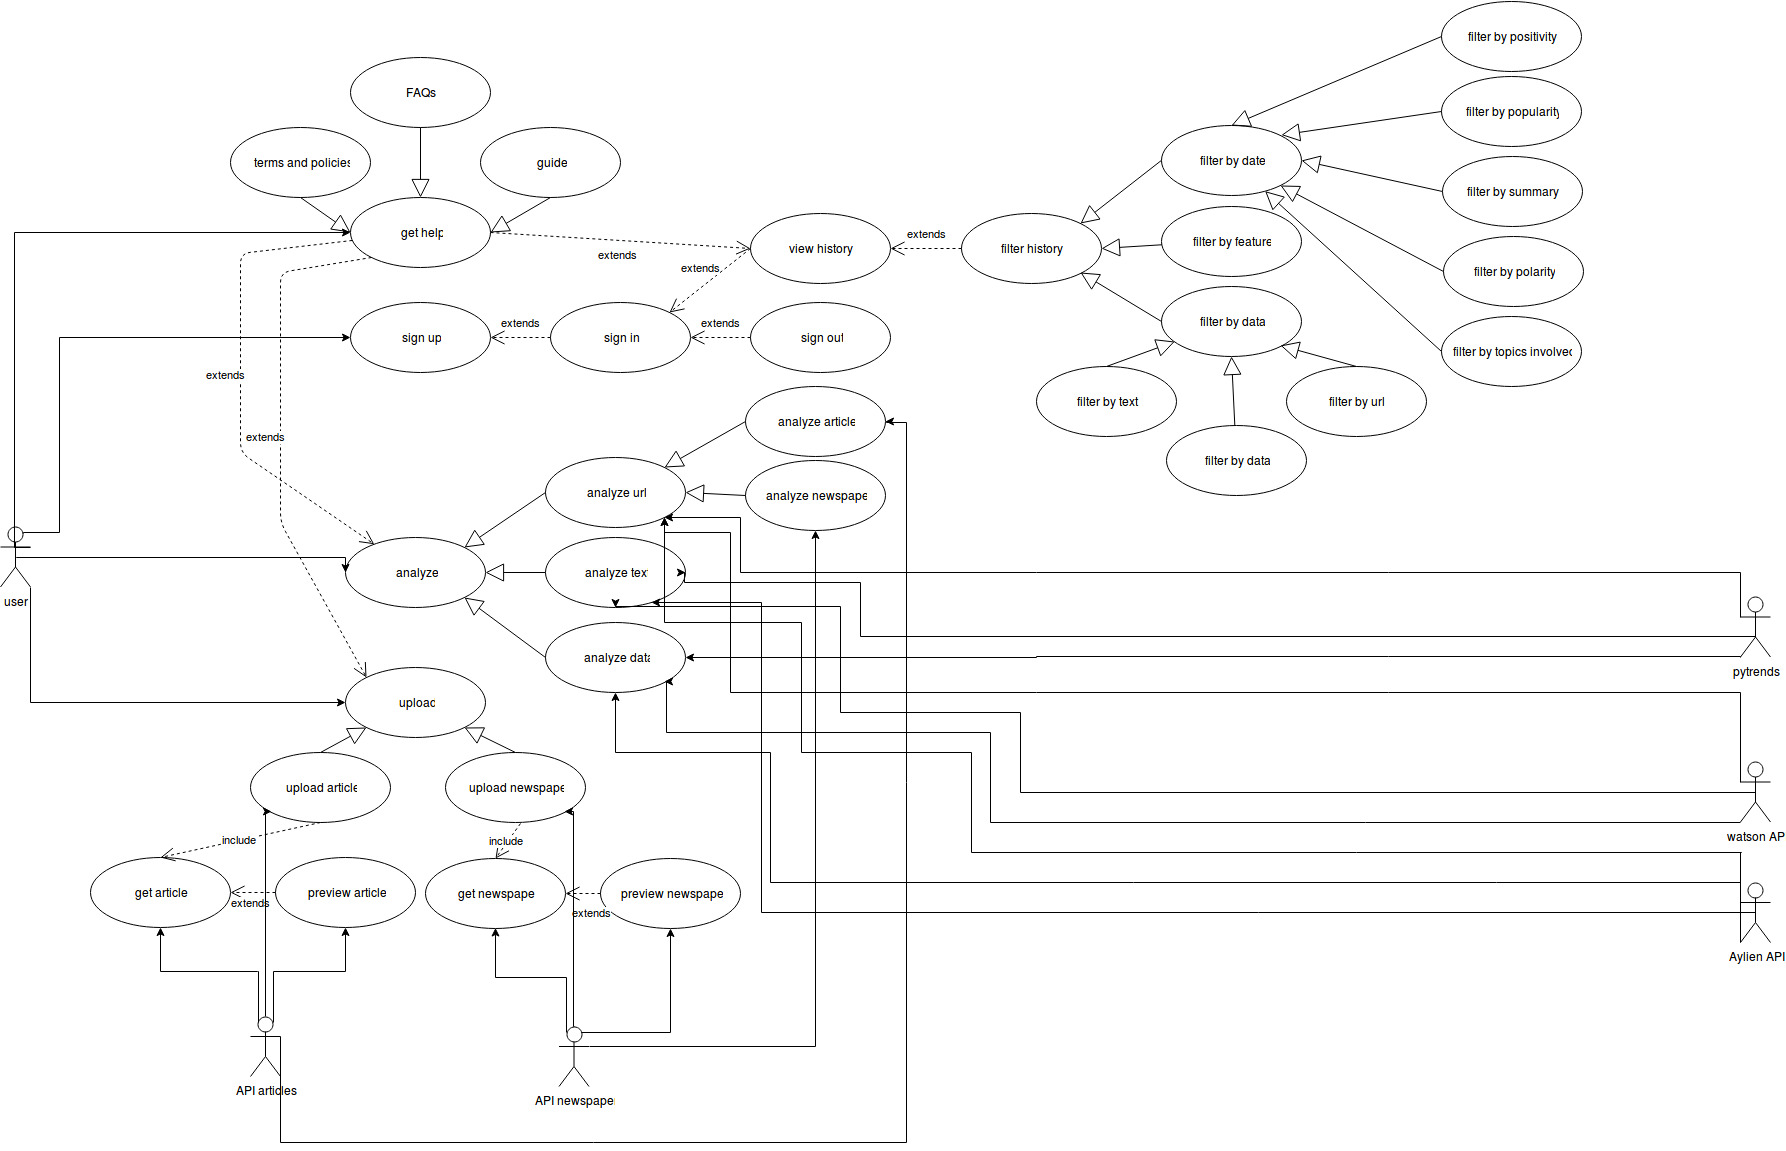 filter by positivity
FAQs
filter by popularity
terms and policies
guide
filter by date
filter by summary
get help
extends
view history
extends
filter history
filter by feature
extends
filter by polarity
sign up
extends
sign in
extends
sign out
filter by data
filter by topics involved
extends
filter by text
filter by url
analyze article
extends
filter by data
analyze url
analyze newspape
analyze
analyze text
user
analyze data
pytrends
upload
upload article
upload newspape
include
include
watson AP
get article
extends
preview article
get newspape
extends
preview newspape
Aylien API
API articles
API newspape